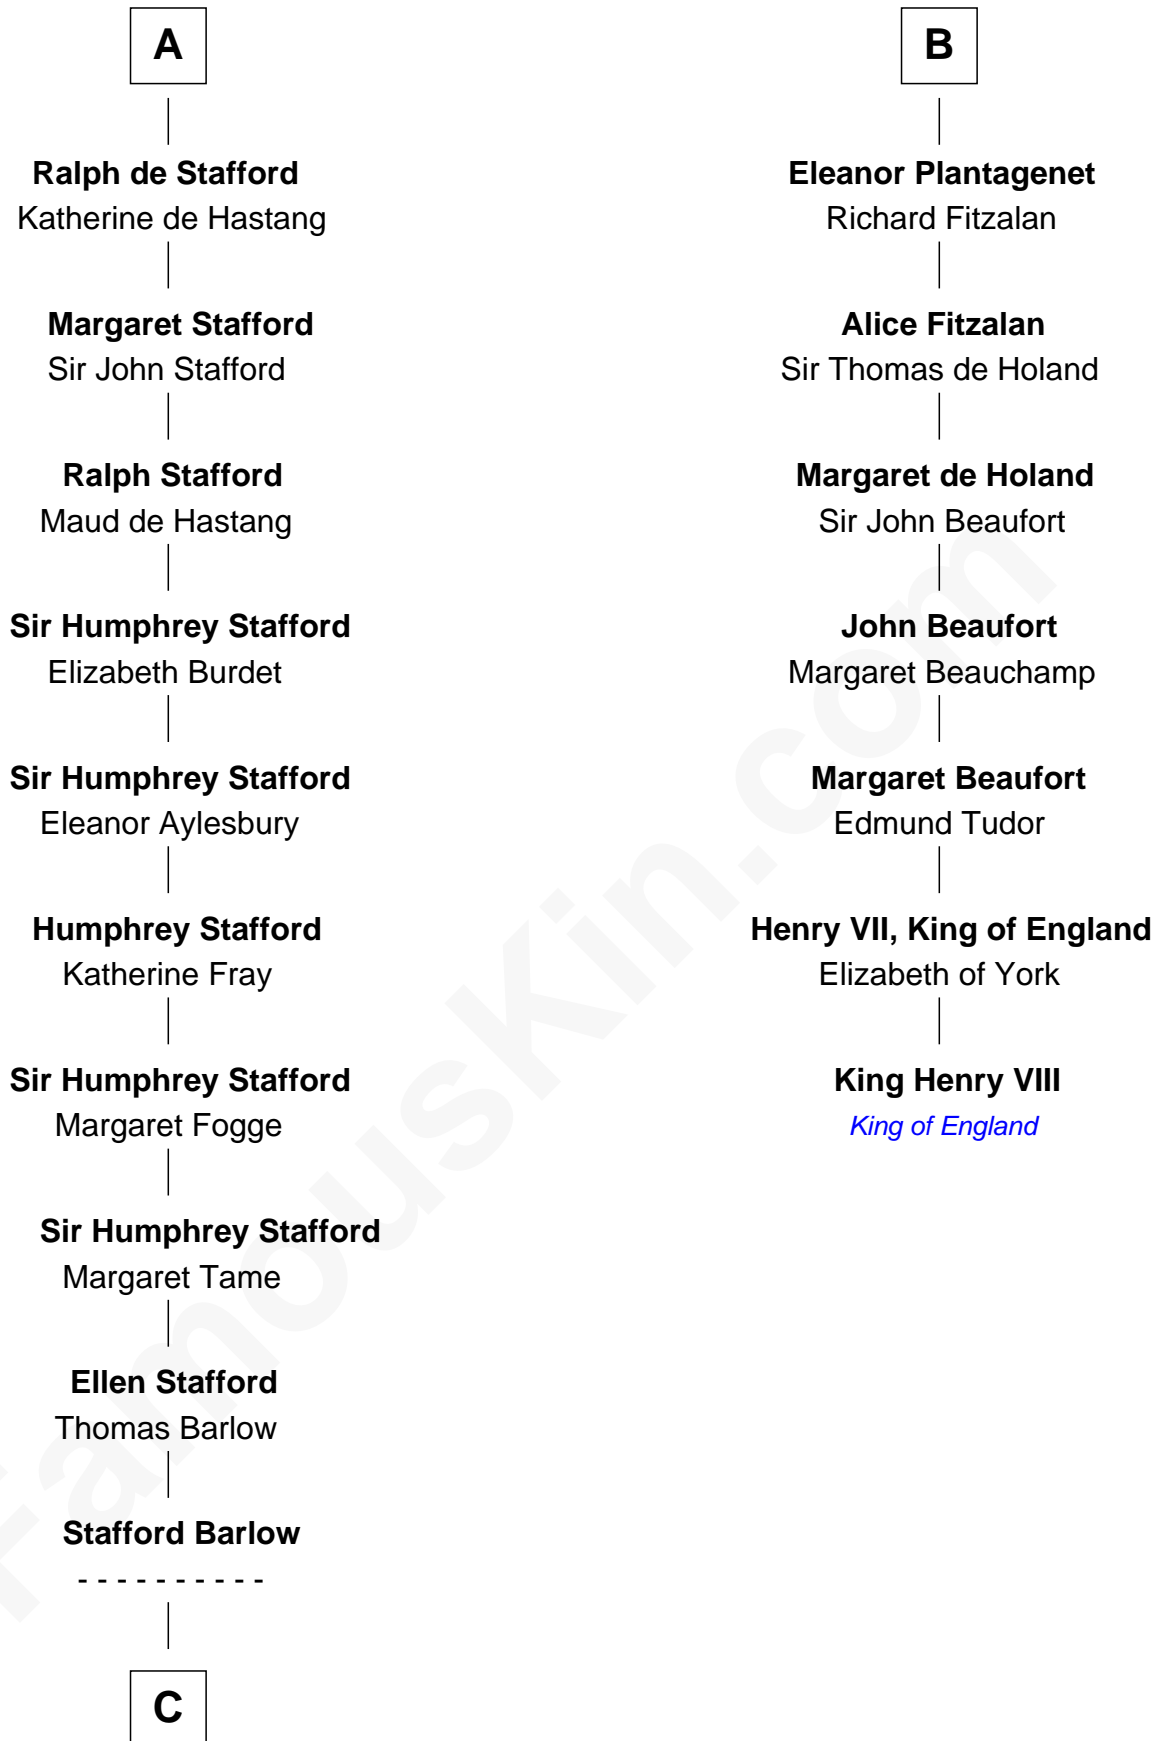 A
Ralph de Stafford
Katherine de Hastang
Margaret Stafford
Sir John Stafford
Ralph Stafford
Maud de Hastang
Sir Humphrey Stafford
Elizabeth Burdet
Sir Humphrey Stafford
Eleanor Aylesbury
Humphrey Stafford
Katherine Fray
Sir Humphrey Stafford
Margaret Fogge
Sir Humphrey Stafford
Margaret Tame
Ellen Stafford
Thomas Barlow
Stafford Barlow
- - - - - - - - - -
C
B
Eleanor Plantagenet
Richard Fitzalan
Alice Fitzalan
Sir Thomas de Holand
Margaret de Holand
Sir John Beaufort
John Beaufort
Margaret Beauchamp
Margaret Beaufort
Edmund Tudor
Henry VII, King of England
Elizabeth of York
King Henry VIII
King of England
FamousKin.com